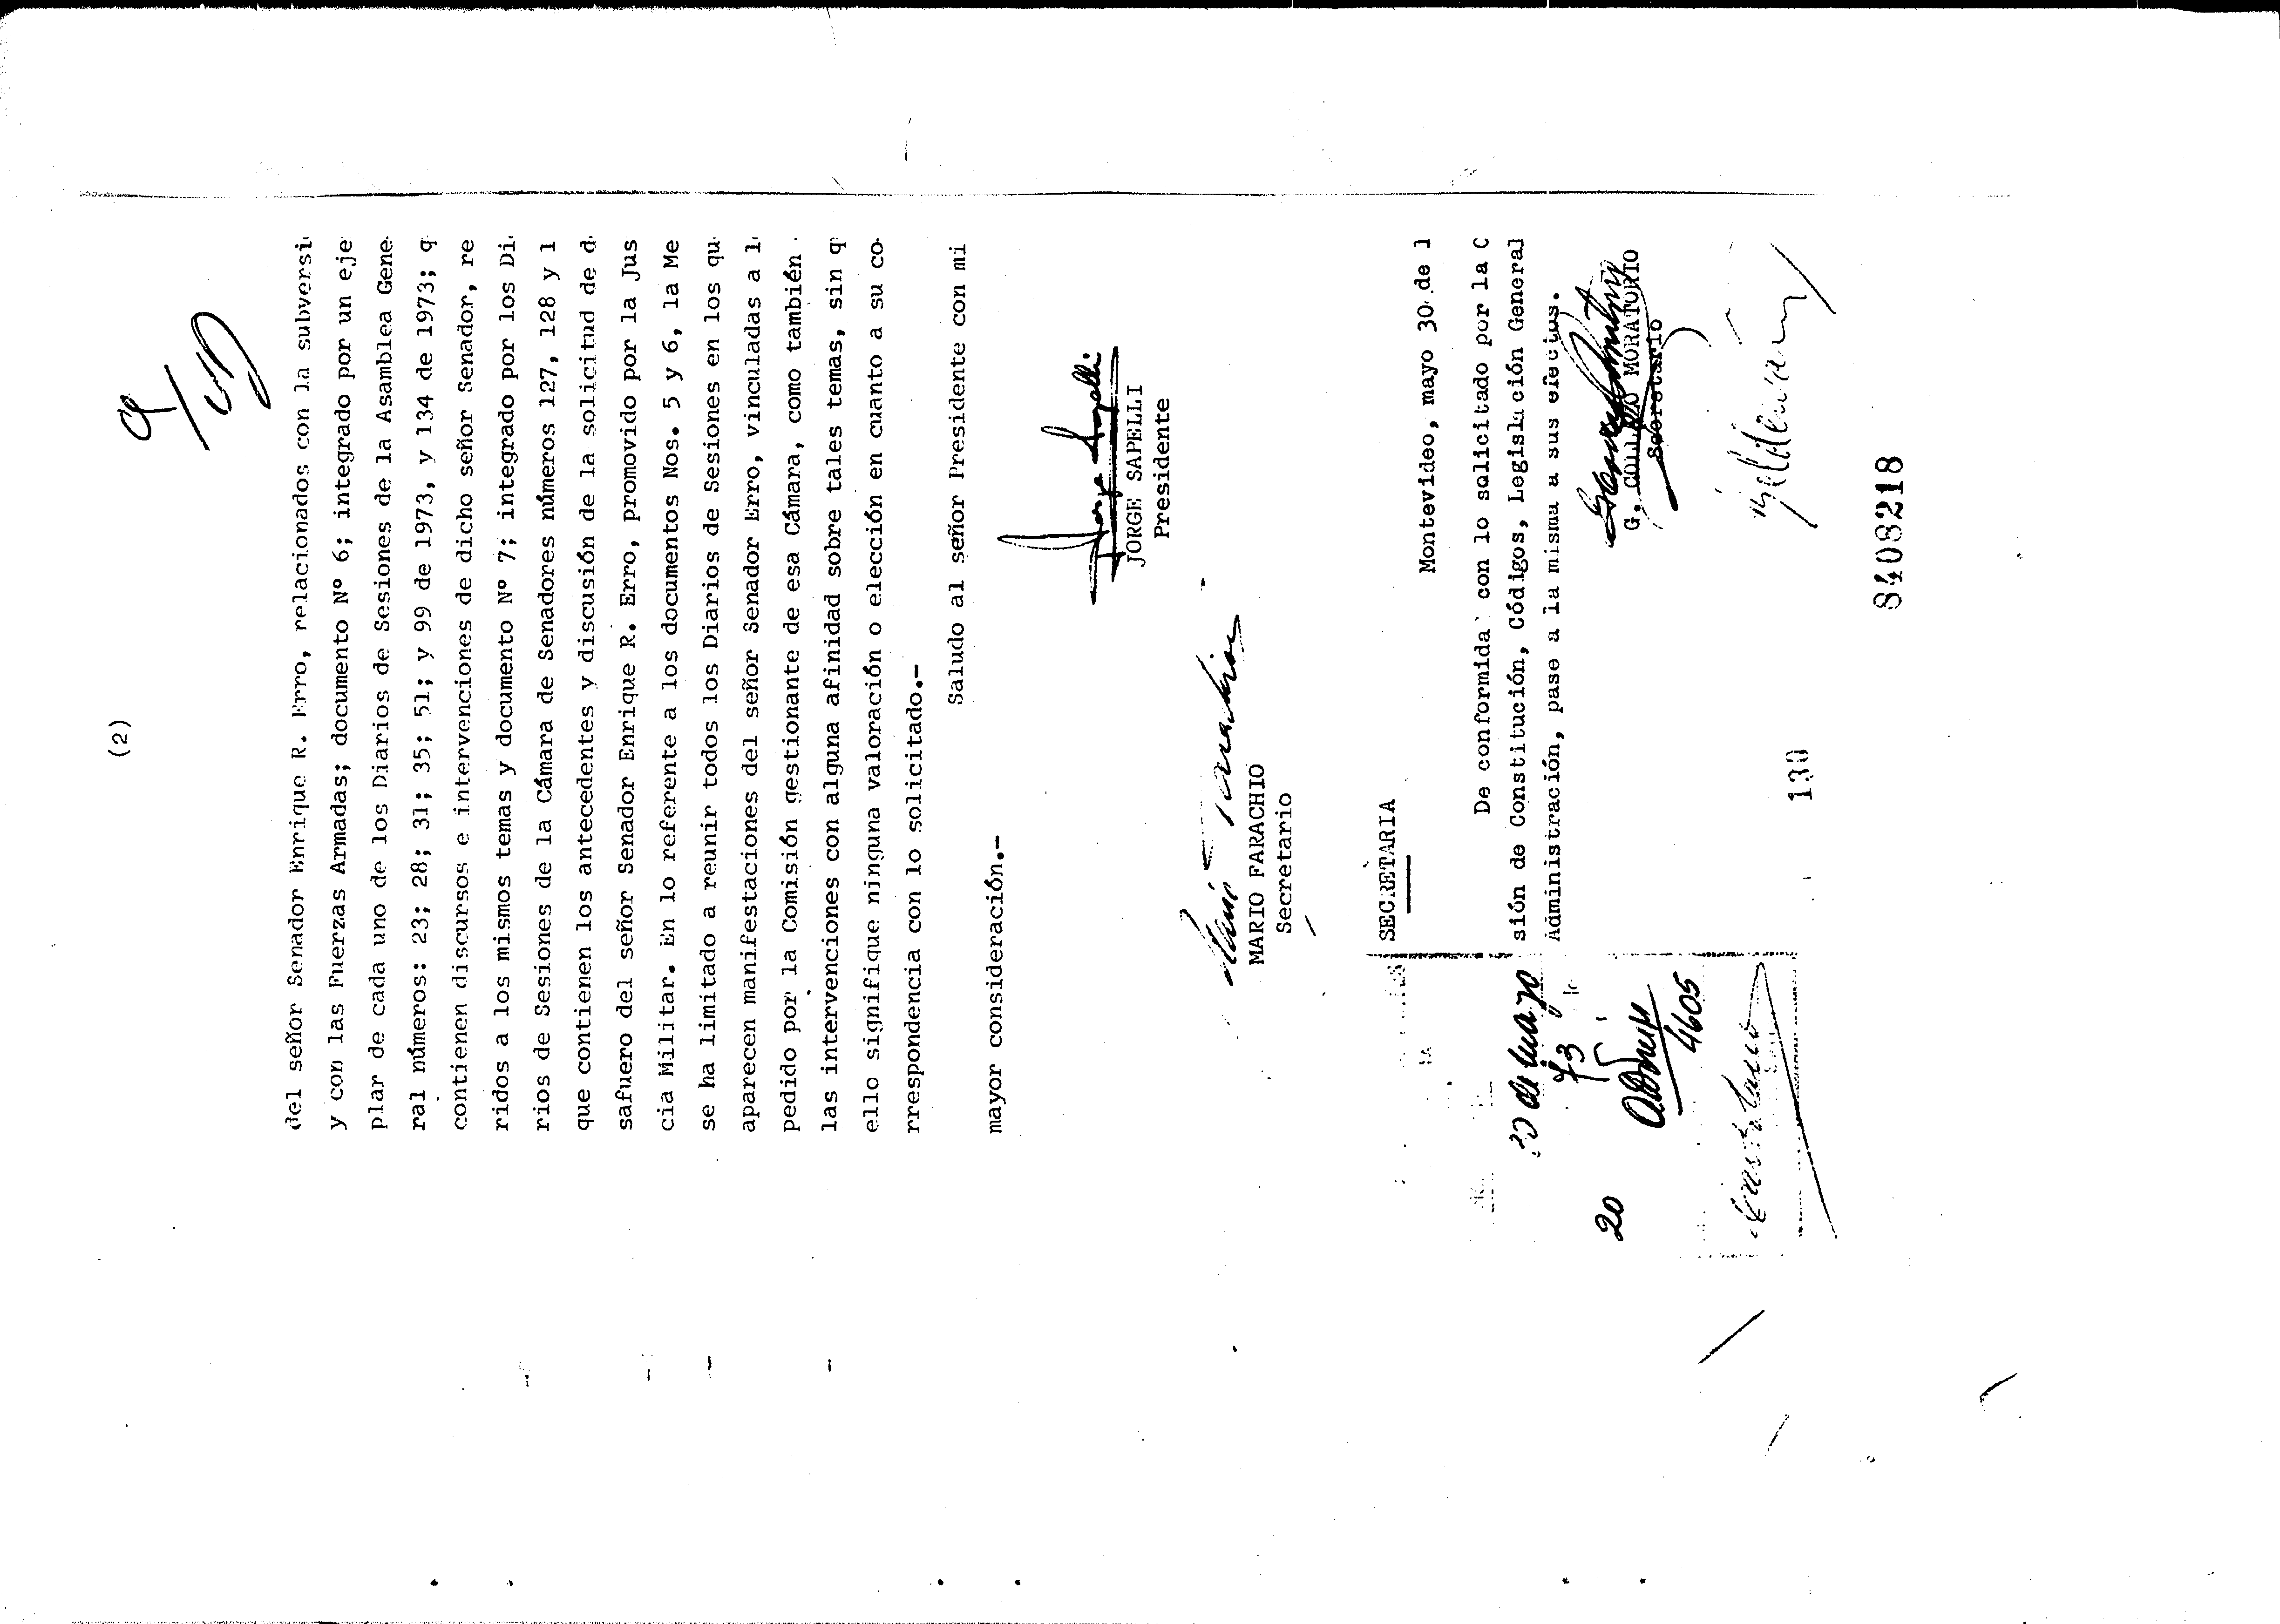 (2)
del señor Senador Enrique R. Erro, relacionados con la subversi
y con las Fuerzas Armadas; documento Nº 6; integrado por un eje
plar de cada uno de los Diarios de Sesiones de la Asamblea Gene
ral números: 23; 28; 31; 35; 51; y 99 de 1973, y 134 de 1973; q
contienen discursos e intervenciones de dicho señor Senador, re
ridos a los mismos temas y documento Nº 7; integrado por los Di
rios de Sesiones de la Cámara de Senadores números 127, 128 y 1
que contienen los antecedentes y discusión de la solicitud de d
safuero del señor Senador Enrique R. Erro, promovido por la Jus
cia Militar. En lo referente a los documentos Nos. 5 y 6, la Me
se ha limitado a reunir todos los Diarios de Sesiones en los qu
aparecen manifestaciones del señor Senador Erro, vinculadas a l
pedido por la Comisión gestionante de esa Cámara, como también
las intervenciones con alguna afinidad sobre tales temas, sin q
ello signifique ninguna valoración o elección en cuanto a su co
rrespondencia con lo solicitado.-
Saludo al señor Presidente con mi
mayor consideración.-
JORGE SAPELLI
Presidente
MARIO FARACHIO
Secretario
SECRETARIA
Montevideo, mayo 30 de 1
De conformida con lo solicitado por la C
sión de Constitución, Códigos, Legislación General
Administración, pase a la misma a sus efectos.
G. COLLAZO MORATORIO
Secretario
30 de mayo
73
20
4605
130
8408218